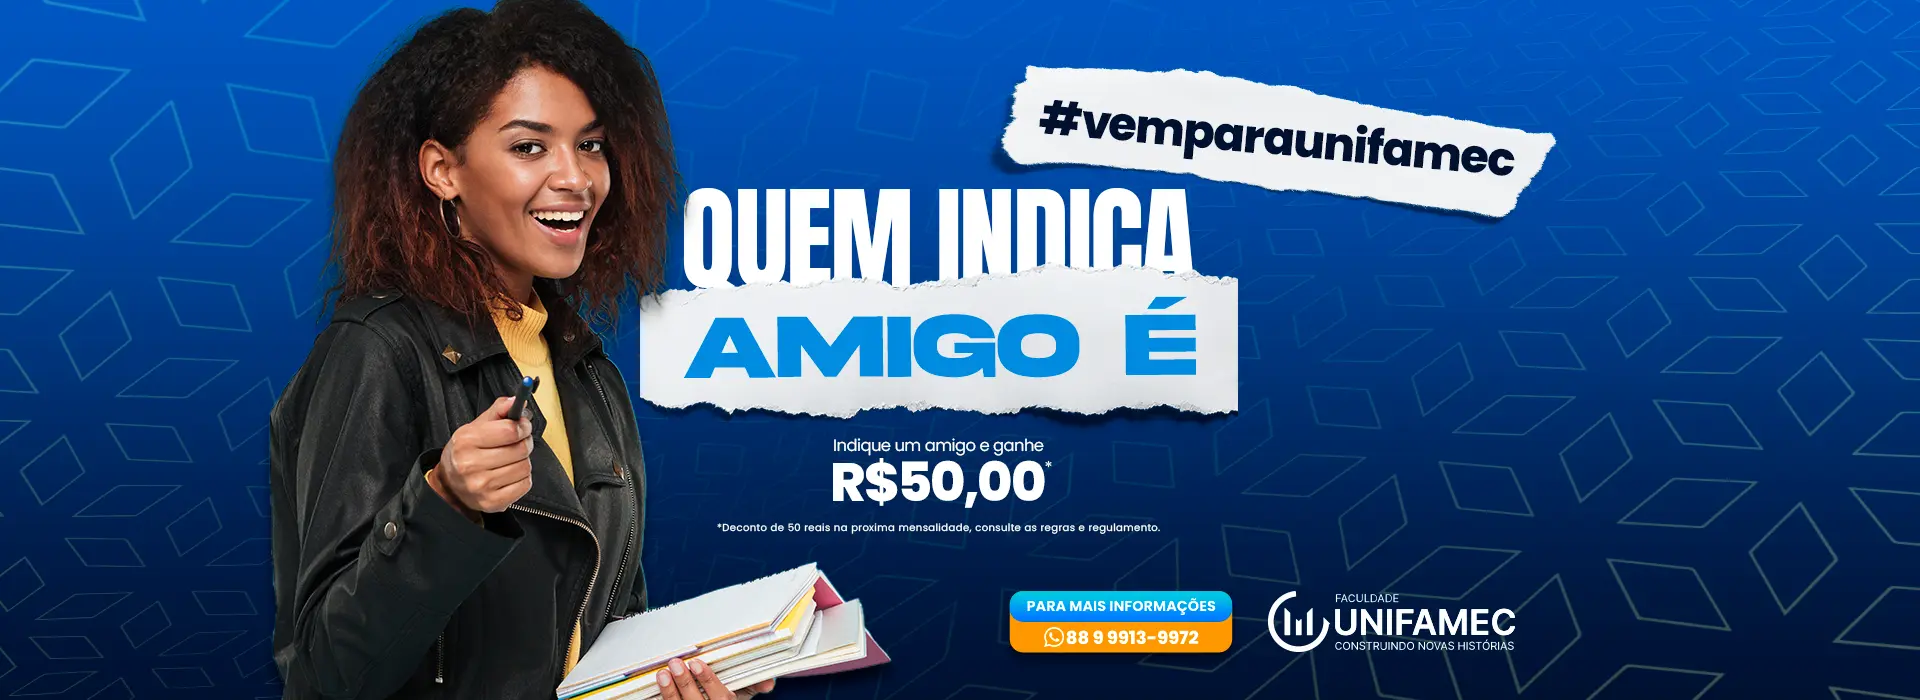 #vemparaunifamec
QUEM INDICA
AMIGO É
Indique um amigo e ganhe
R$50,00*
*Deconto de 50 reais na proxima mensalidade, consulte as regras e regulamento.
PARA MAIS INFORMAÇÕES
88 9 9913-9972
FACULDADE
UNIFAMEC
CONSTRUINDO NOVAS HISTÓRIAS